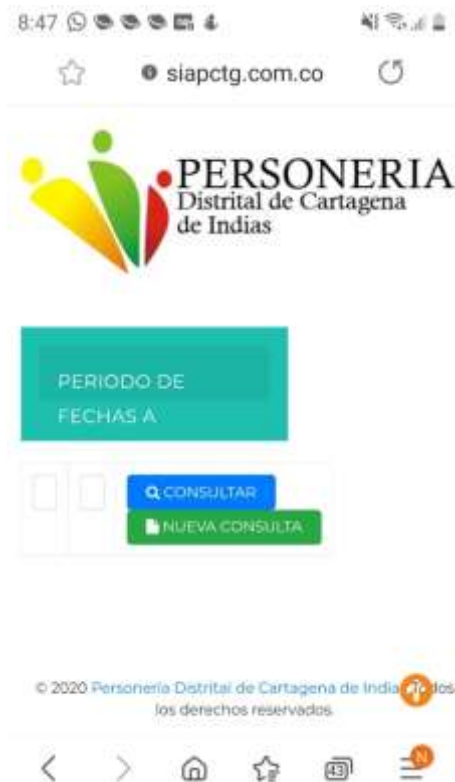 8:47
siapctg.com.co
PERSONERIA
Distrital de Cartagena
de Indias
PERIODO DE
FECHAS A
CONSULTAR
NUEVA CONSULTA
© 2020 Personería Distrital de Cartagena de India
los derechos reservados.
43
N